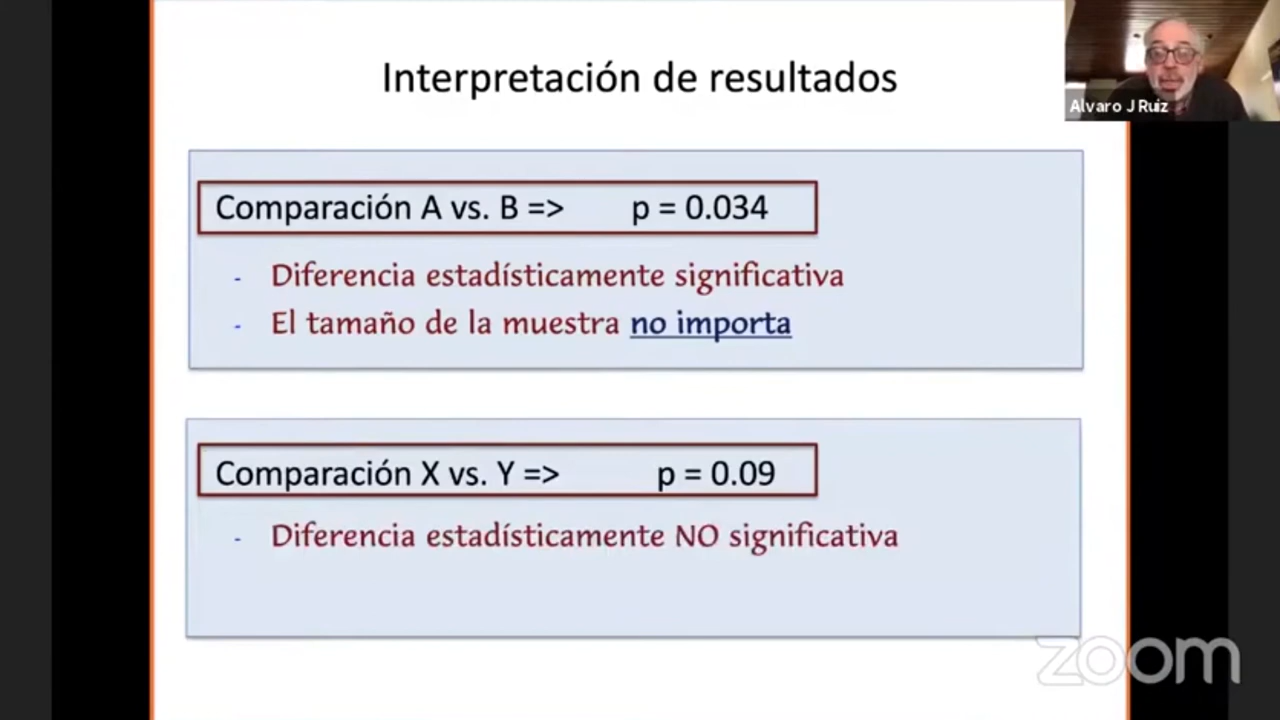 Interpretación de resultados
Alvaro J Ruiz
Comparación A vs. B => p = 0.034
- Diferencia estadísticamente significativa
- El tamaño de la muestra no importa
Comparación X vs. Y => p = 0.09
- Diferencia estadísticamente NO significativa
zoom